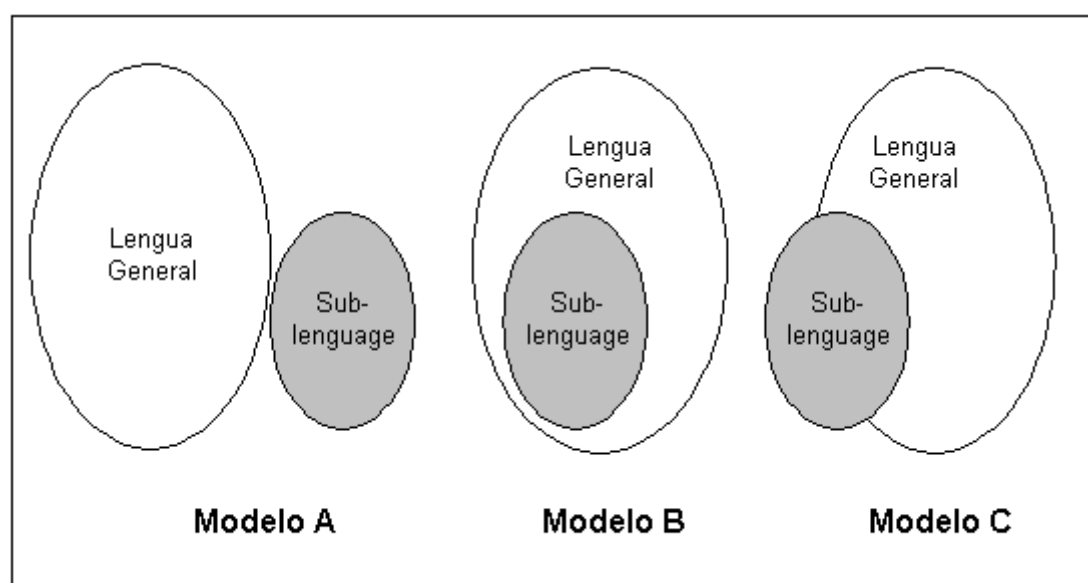 Lengua
General
Sub-
lenguage
Modelo A
Lengua
General
Sub-
lenguage
Modelo B
Lengua
General
Sub-
lenguage
Modelo C